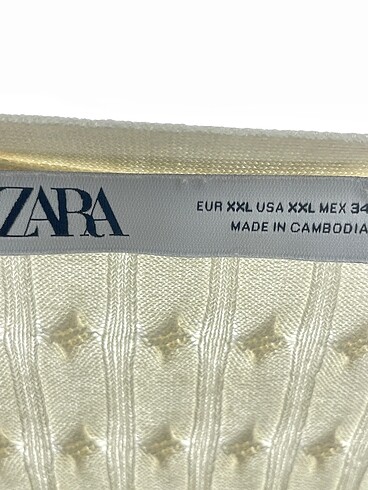 ZARA
EUR XXL USA XXL MEX 34
MADE IN CAMBODIA